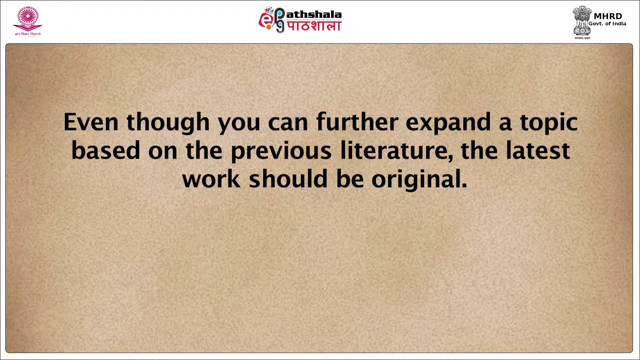 ePathshala
पाठशाला
MHRD
Govt. of India
Even though you can further expand a topic
based on the previous literature, the latest
work should be original.